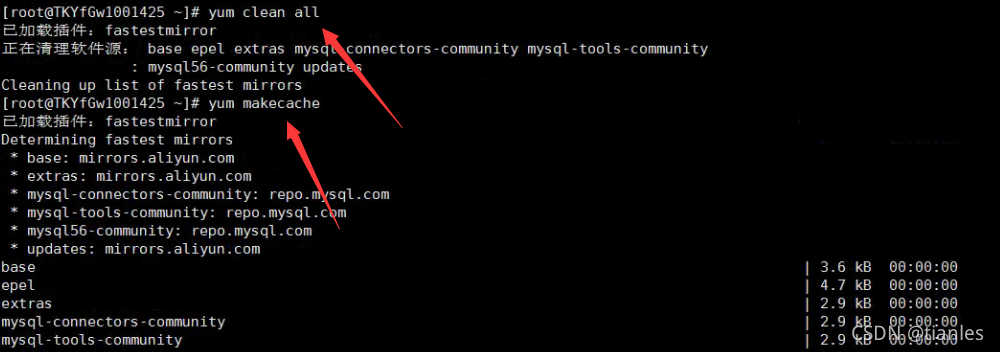 [root@TKYfGw1001425 ~]# yum clean all
已加载插件：fastestmirror
正在清理软件源： base epel extras mysql-connectors-community mysql-tools-community
: mysql56-community updates
Cleaning up list of fastest mirrors
[root@TKYfGw1001425 ~]# yum makecache
已加载插件：fastestmirror
Determining fastest mirrors
* base: mirrors.aliyun.com
* extras: mirrors.aliyun.com
* mysql-connectors-community: repo.mysql.com
* mysql-tools-community: repo.mysql.com
* mysql56-community: repo.mysql.com
* updates: mirrors.aliyun.com
base | 3.6 kB 00:00:00
epel | 4.7 kB 00:00:00
extras | 2.9 kB 00:00:00
mysql-connectors-community | 2.9 kB 00:00:00
mysql-tools-community | 2.9 kB 00:00:00
CSDN @tianles